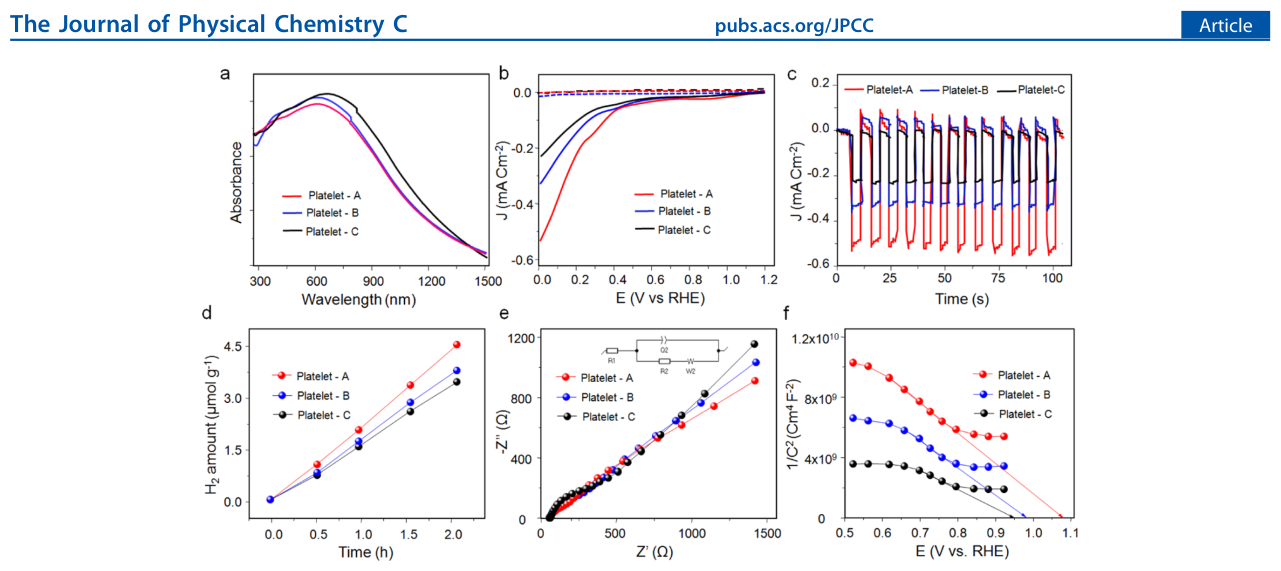 The Journal of Physical Chemistry C
pubs.acs.org/JPCC
Article
a
Absorbance
Platelet - A
Platelet - B
Platelet - C
300 600 900 1200 1500
Wavelength (nm)
b
J (mA Cm-2)
0.0
-0.2
-0.4
-0.6
Platelet - A
Platelet - B
Platelet - C
0.0 0.2 0.4 0.6 0.8 1.0 1.2
E (V vs RHE)
c
J (mA Cm-2)
0.2
0.0
-0.2
-0.4
-0.6
Platelet-A Platelet-B Platelet-C
0 25 50 75 100
Time (s)
d
H2 amount (µmol g-1)
4.5
3.0
1.5
0.0
Platelet - A
Platelet - B
Platelet - C
0.0 0.5 1.0 1.5 2.0
Time (h)
e
-Z'' (Ω)
1200
800
400
0
R1
Q2
R2
W
W2
Platelet - A
Platelet - B
Platelet - C
0 500 1000 1500
Z' (Ω)
f
1/C2 (Cm4 F-2)
1.2x1010
8x109
4x109
0
Platelet - A
Platelet - B
Platelet - C
0.5 0.6 0.7 0.8 0.9 1.0 1.1
E (V vs. RHE)